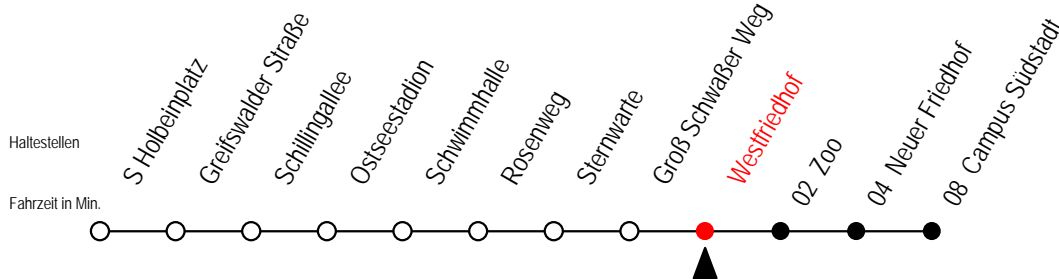 Haltestellen
Fahrzeit in Min.
S Holbeinplatz
Greifswalder Straße
Schillingallee
Ostseestadion
Schwimmhalle
Rosenweg
Sternwarte
Groß Schwaßer Weg
Westfriedhof
02 Zoo
04 Neuer Friedhof
08 Campus Südstadt